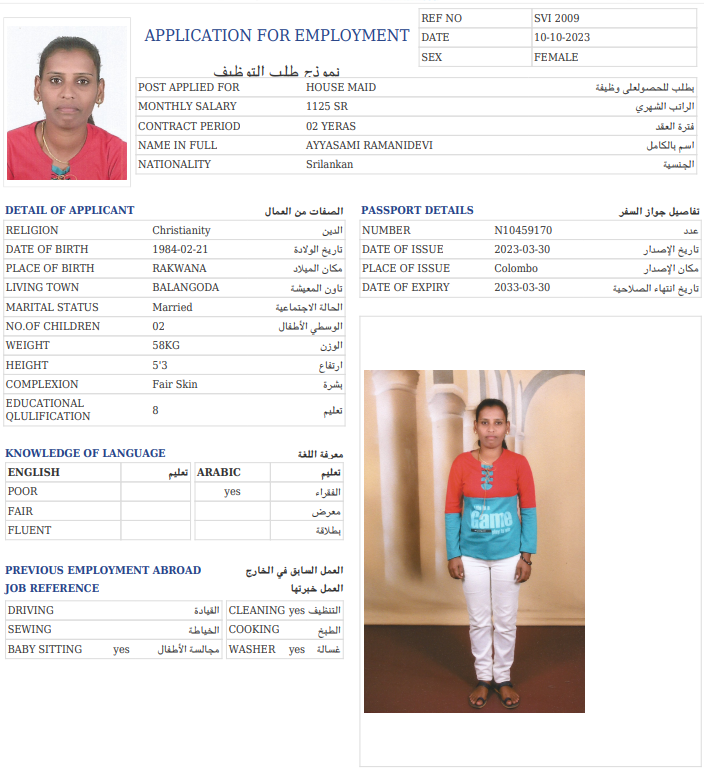 APPLICATION FOR EMPLOYMENT
نموذج طلب التوظيف
REF NO SVI 2009
DATE 10-10-2023
SEX FEMALE
POST APPLIED FOR HOUSE MAID بطلب للحصولعلى وظيفة
MONTHLY SALARY 1125 SR الراتب الشهري
CONTRACT PERIOD 02 YERAS فترة العقد
NAME IN FULL AYYASAMI RAMANIDEVI اسم بالكامل
NATIONALITY Srilankan الجنسية
DETAIL OF APPLICANT الصفات من العمال
RELIGION Christianity الدين
DATE OF BIRTH 1984-02-21 تاريخ الولادة
PLACE OF BIRTH RAKWANA مكان الميلاد
LIVING TOWN BALANGODA تاون المعيشة
MARITAL STATUS Married الحالة الاجتماعية
NO.OF CHILDREN 02 الوسطي الأطفال
WEIGHT 58KG الوزن
HEIGHT 5'3 ارتفاع
COMPLEXION Fair Skin بشرة
EDUCATIONAL
QLULIFICATION 8 تعليم
PASSPORT DETAILS تفاصيل جواز السفر
NUMBER N10459170 عدد
DATE OF ISSUE 2023-03-30 تاريخ الإصدار
PLACE OF ISSUE Colombo مكان الإصدار
DATE OF EXPIRY 2033-03-30 تاريخ انتهاء الصلاحية
KNOWLEDGE OF LANGUAGE معرفة اللغة
ENGLISH تعليم ARABIC تعليم
POOR yes الفقراء
FAIR معرض
FLUENT بطلاقة
PREVIOUS EMPLOYMENT ABROAD العمل السابق في الخارج
JOB REFERENCE العمل خبرتها
DRIVING القيادة CLEANING yes التنظيف
SEWING الخياطة COOKING الطبخ
BABY SITTING yes مجالسة الأطفال WASHER yes غسالة
Game